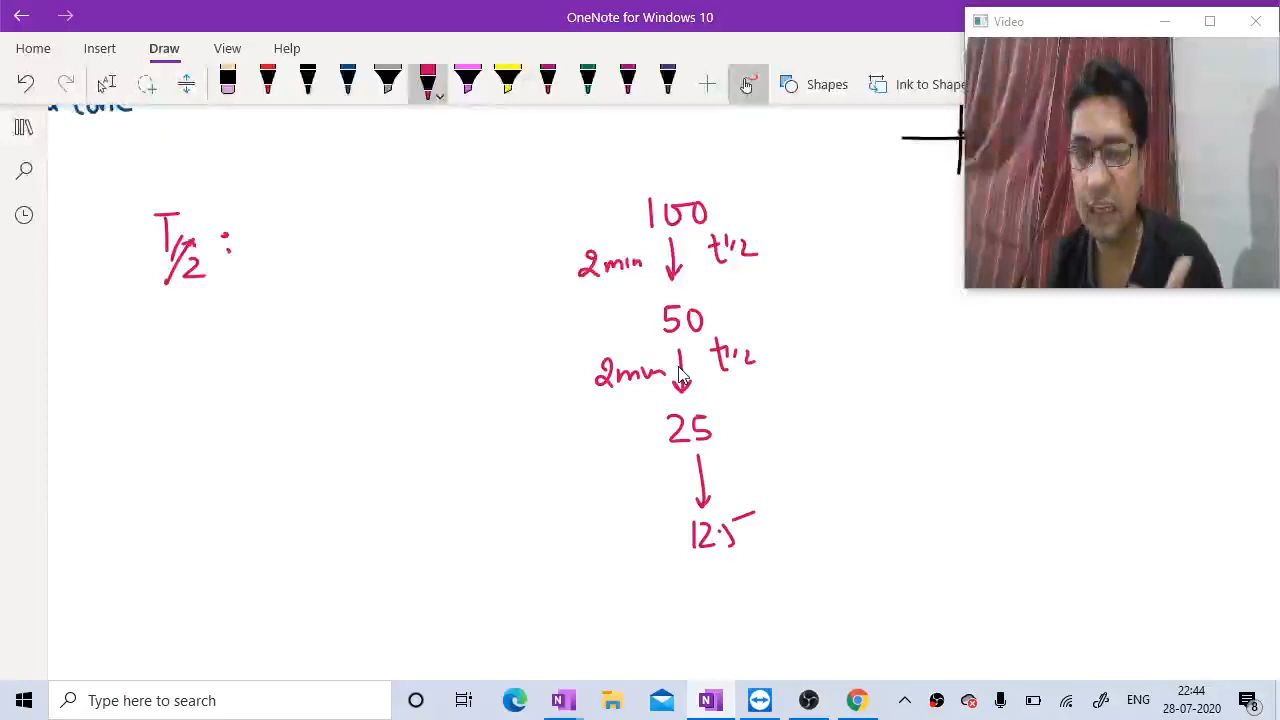 OneNote for Windows 10
Video
Home Insert Draw View Help
Shapes Ink to Shape
T1/2 :
100
2min t1/2
50
2min t1/2
25
12.5
Type here to search
ENG
22:44
28-07-2020
8